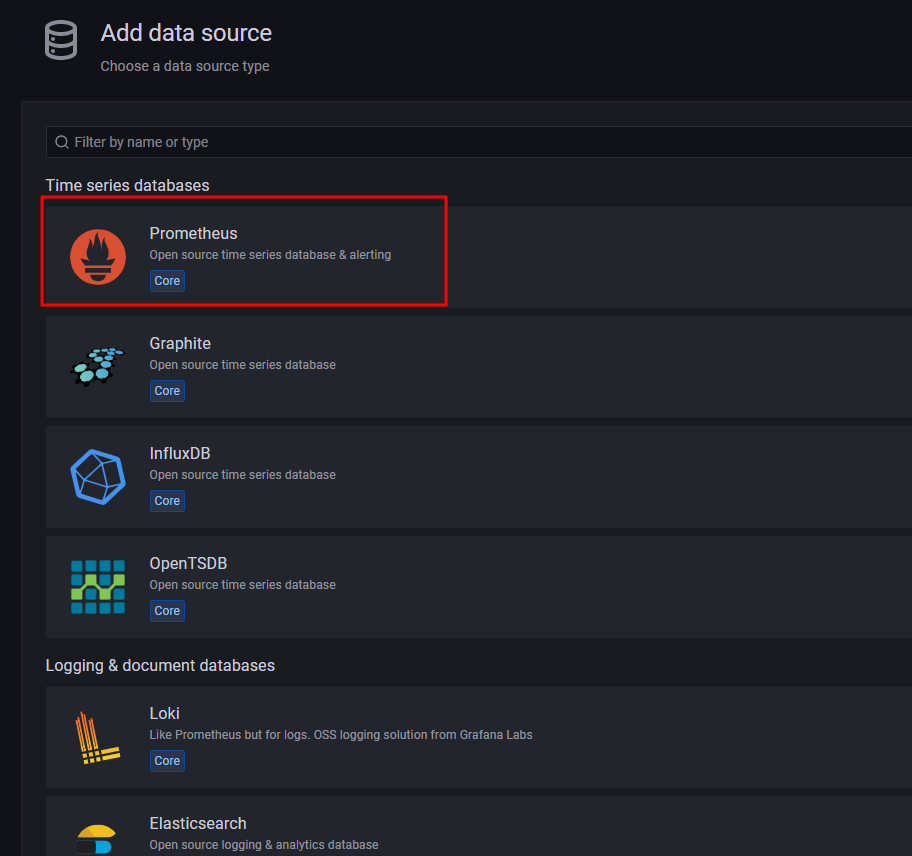 Add data source
Choose a data source type
Filter by name or type
Time series databases
Prometheus
Open source time series database & alerting
Core
Graphite
Open source time series database
Core
InfluxDB
Open source time series database
Core
OpenTSDB
Open source time series database
Core
Logging & document databases
Loki
Like Prometheus but for logs. OSS logging solution from Grafana Labs
Core
Elasticsearch
Open source logging & analytics database